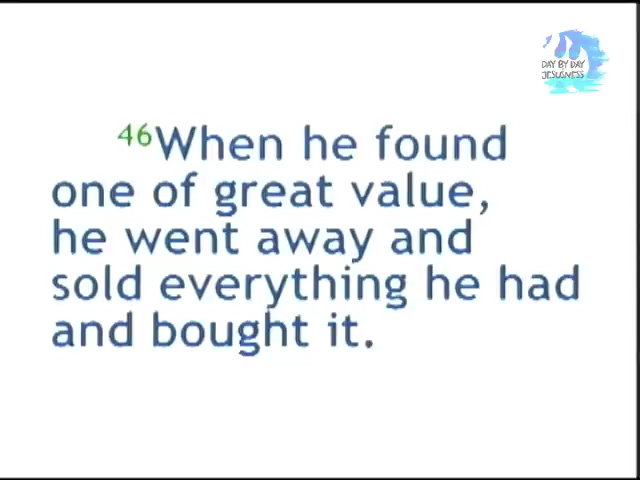 DAY BY DAY
JESUSNESS
46When he found
one of great value,
he went away and
sold everything he had
and bought it.